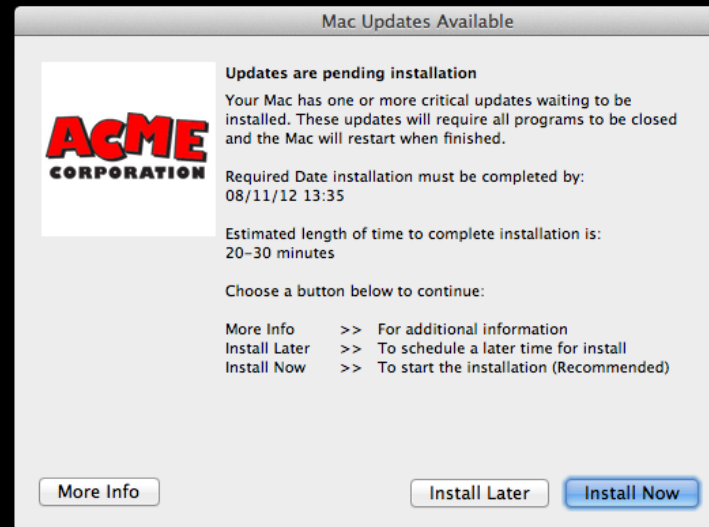 Mac Updates Available
ACME
CORPORATION
Updates are pending installation
Your Mac has one or more critical updates waiting to be
installed. These updates will require all programs to be closed
and the Mac will restart when finished.
Required Date installation must be completed by:
08/11/12 13:35
Estimated length of time to complete installation is:
20-30 minutes
Choose a button below to continue:
More Info >> For additional information
Install Later >> To schedule a later time for install
Install Now >> To start the installation (Recommended)
More Info
Install Later
Install Now